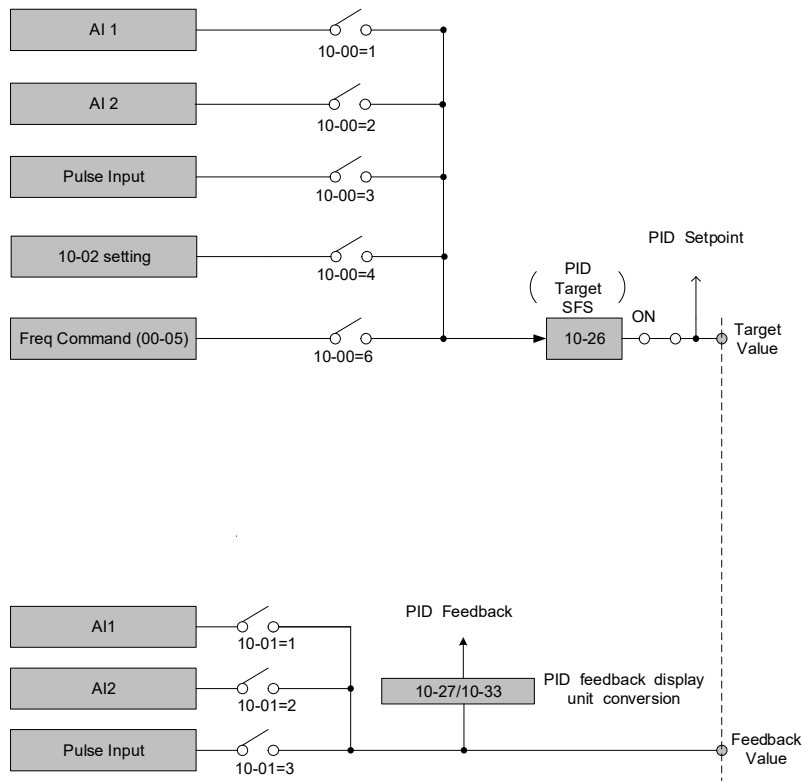 AI 1
10-00=1
AI 2
10-00=2
Pulse Input
10-00=3
10-02 setting
10-00=4
PID Setpoint
( PID
Target
SFS )
Freq Command (00-05)
10-00=6
10-26
ON
Target
Value
AI1
10-01=1
PID Feedback
AI2
10-01=2
10-27/10-33
PID feedback display
unit conversion
Pulse Input
10-01=3
Feedback
Value